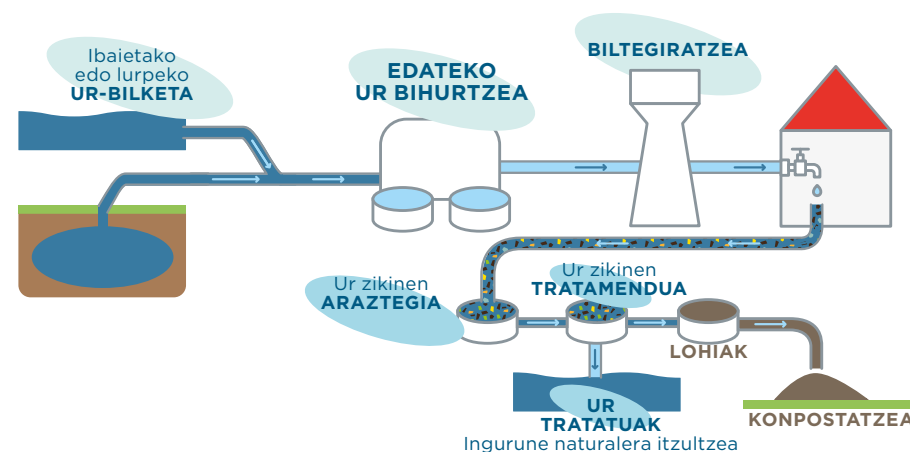 Ibaietako
edo lurpeko
UR-BILKETA
EDATEKO
UR BIHURTZEA
BILTEGIRATZEA
Ur zikinen
ARAZTEGIA
Ur zikinen
TRATAMENDUA
LOHIAK
UR
TRATATUAK
Ingurune naturalera itzultzea
KONPOSTATZEA